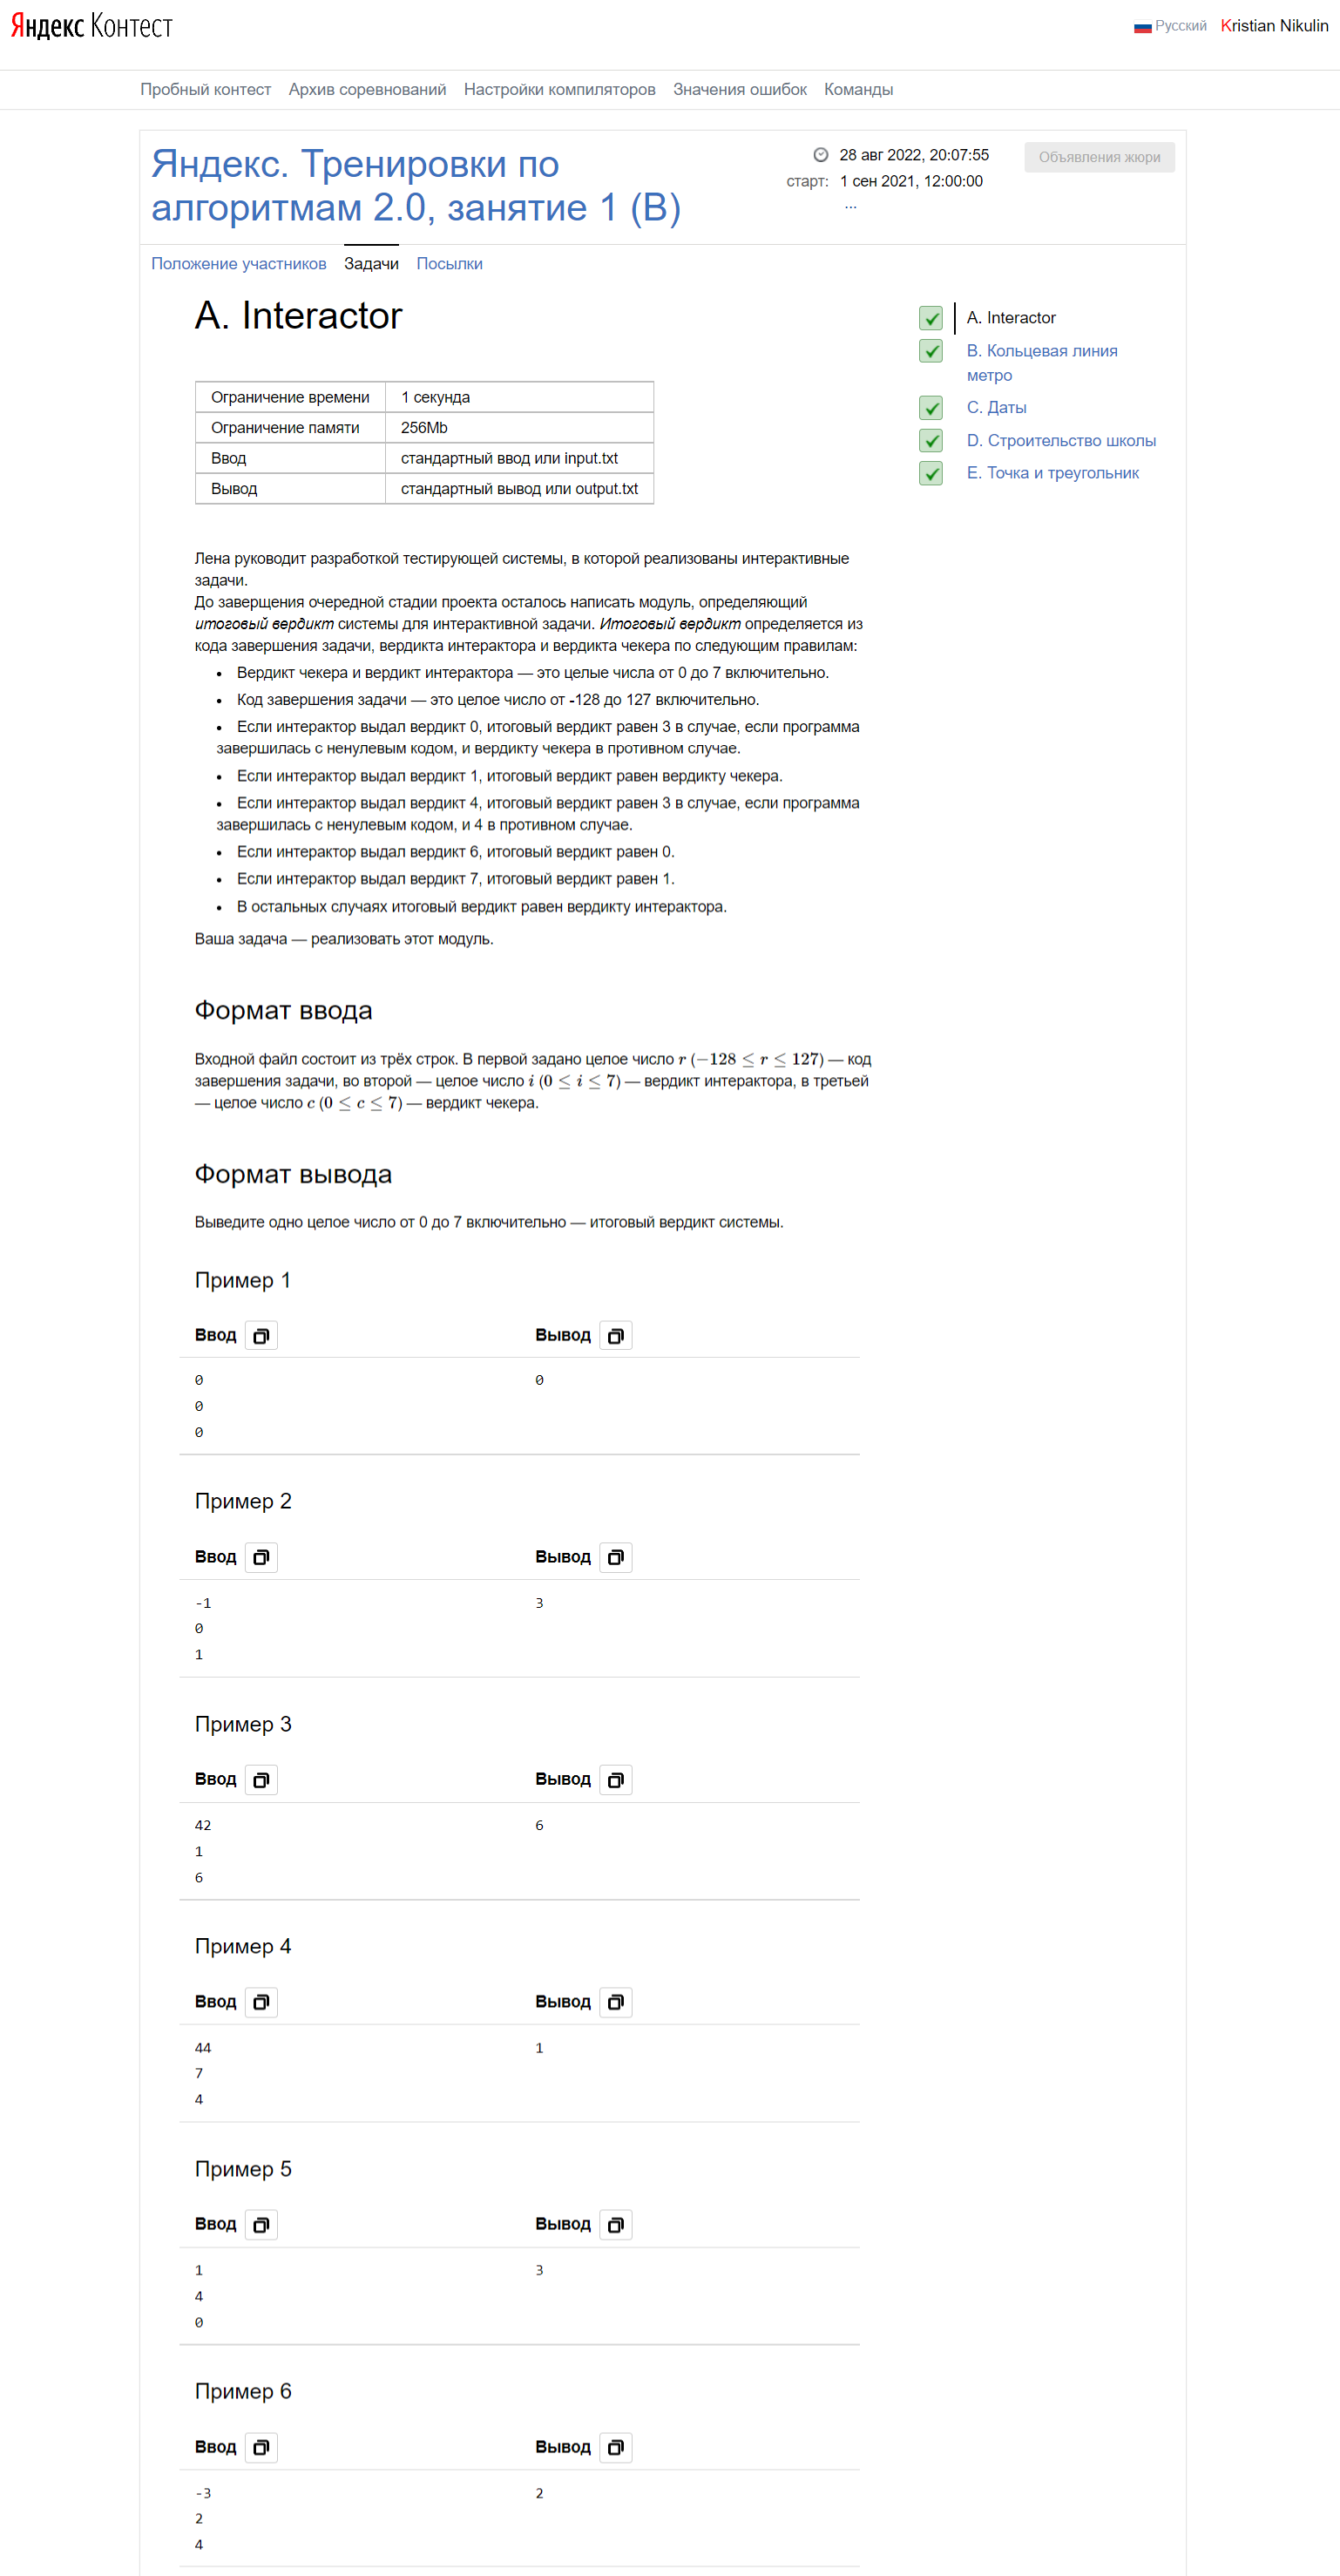 Яндекс Контест
Русский Kristian Nikulin
Пробный контест Архив соревнований Настройки компиляторов Значения ошибок Команды
Яндекс. Тренировки по
алгоритмам 2.0, занятие 1 (B)
28 авг 2022, 20:07:55
старт: 1 сен 2021, 12:00:00
...
Объявления жюри
Положение участников Задачи Посылки
A. Interactor
Ограничение времени 1 секунда
Ограничение памяти 256Mb
Ввод стандартный ввод или input.txt
Вывод стандартный вывод или output.txt
A. Interactor
B. Кольцевая линия
метро
C. Даты
D. Строительство школы
E. Точка и треугольник
Лена руководит разработкой тестирующей системы, в которой реализованы интерактивные
задачи.
До заверщения очередной стадии проекта осталось написать модуль, определяющий
итоговый вердикт системы для интерактивной задачи. Итоговый вердикт определяется из
кода завершения задачи, вердикта интерактора и вердикта чекера по следующим правилам:
• Вердикт чекера и вердикт интерактора — это целые числа от 0 до 7 включительно.
• Код завершения задачи — это целое число от -128 до 127 включительно.
• Если интерактор выдал вердикт 0, итоговый вердикт равен 3 в случае, если программа
завершилась с ненулевым кодом, и вердикту чекера в противном случае.
• Если интерактор выдал вердикт 1, итоговый вердикт равен вердикту чекера.
• Если интерактор выдал вердикт 4, итоговый вердикт равен 3 в случае, если программа
завершилась с ненулевым кодом, и 4 в противном случае.
• Если интерактор выдал вердикт 6, итоговый вердикт равен 0.
• Если интерактор выдал вердикт 7, итоговый вердикт равен 1.
• В остальных случаях итоговый вердикт равен вердикту интерактора.
Ваша задача — реализовать этот модуль.
Формат ввода
Входной файл состоит из трёх строк. В первой задано целое число r (−128 ≤ r ≤ 127) — код
завершения задачи, во второй — целое число i (0 ≤ i ≤ 7) — вердикт интерактора, в третьей
— целое число c (0 ≤ c ≤ 7) — вердикт чекера.
Формат вывода
Выведите одно целое число от 0 до 7 включительно — итоговый вердикт системы.
Пример 1
Ввод Вывод
0 0
0
0
Пример 2
Ввод Вывод
-1 3
0
1
Пример 3
Ввод Вывод
42 6
1
6
Пример 4
Ввод Вывод
44 1
7
4
Пример 5
Ввод Вывод
1 3
4
0
Пример 6
Ввод Вывод
-3 2
2
4